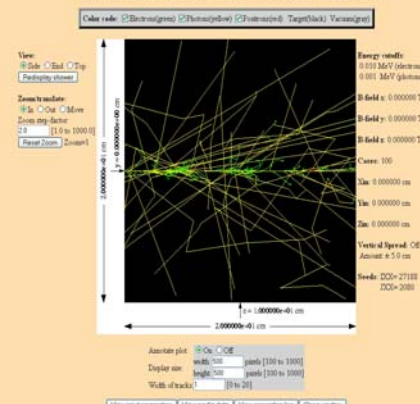 Color code: Electrons(green) Photons(yellow) Positrons(red) Target(black) Vacuum(gray)
View:
Side End Top
Redisplay shower
Zoom/translate:
In Out Move
Zoom step-factor
2.0 [1.0 to 1000.0]
Reset Zoom Zoom=1
2.000000e+01 cm
y = 0.000000e+00 cm
z = 1.000000e+01 cm
2.000000e+01 cm
Energy cutoffs:
MeV (electron
0.001 MeV (photon
B-field x: 0.000000 T
B-field y: 0.000000 T
B-field z: 0.000000 T
Cases: 100
Xin: 0.000000 cm
Yin: 0.000000 cm
Zin: 0.000000 cm
Vertical Spread: Off
Amount: ± 5.0 cm
Seeds: IXX= 27188
JXX= 2080
Annotate plot: On Off
Display size: width 500 pixels [100 to 1000]
height 500 pixels [100 to 1000]
Width of tracks 1 [0 to 20]